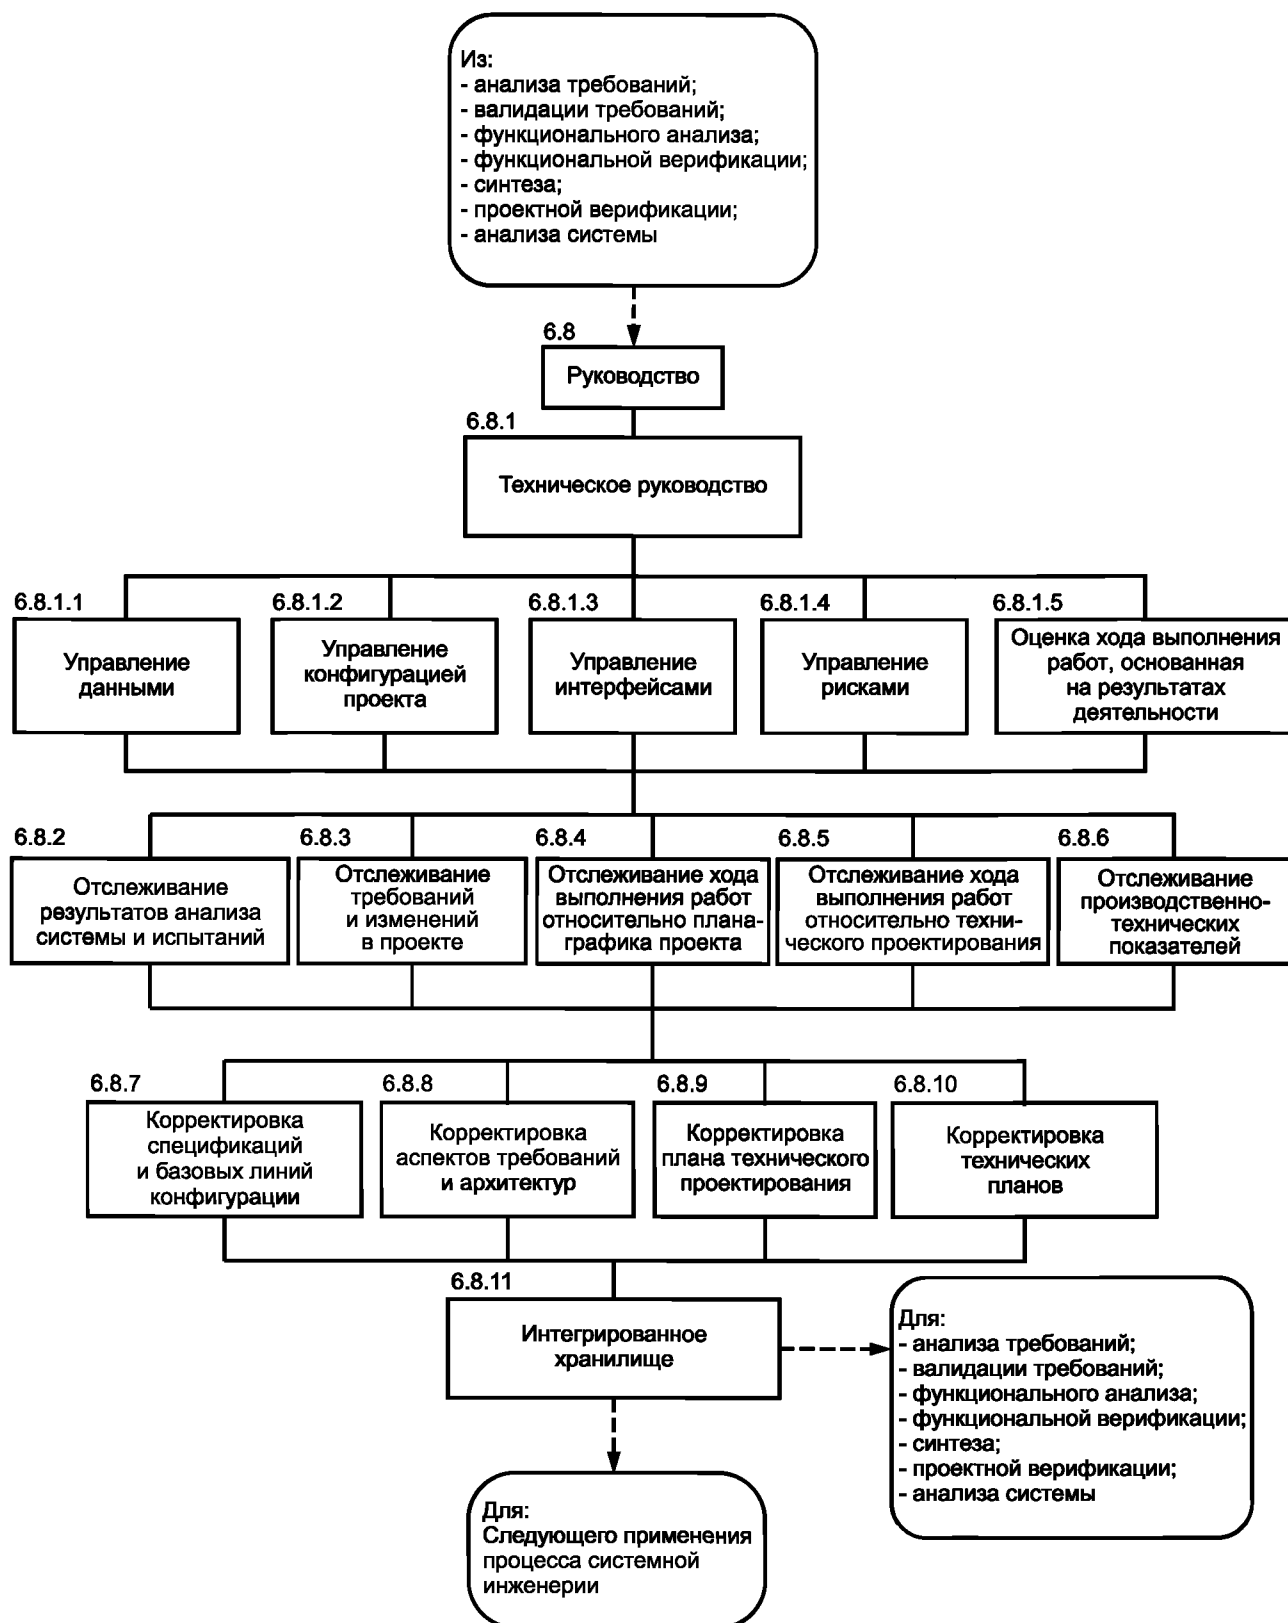 Из:
- анализа требований;
- валидации требований;
- функционального анализа;
- функциональной верификации;
- синтеза;
- проектной верификации;
- анализа системы
6.8
Руководство
6.8.1
Техническое руководство
6.8.1.1
Управление
данными
6.8.1.2
Управление
конфигурацией
проекта
6.8.1.3
Управление
интерфейсами
6.8.1.4
Управление
рисками
6.8.1.5
Оценка хода выполнения
работ, основанная
на результатах
деятельности
6.8.2
Отслеживание
результатов анализа
системы и испытаний
6.8.3
Отслеживание
требований
и изменений
в проекте
6.8.4
Отслеживание хода
выполнения работ
относительно плана-
графика проекта
6.8.5
Отслеживание хода
выполнения работ
относительно техни-
ческого проектирования
6.8.6
Отслеживание
производственно-
технических
показателей
6.8.7
Корректировка
спецификаций
и базовых линий
конфигурации
6.8.8
Корректировка
аспектов требований
и архитектур
6.8.9
Корректировка
плана технического
проектирования
6.8.10
Корректировка
технических
планов
6.8.11
Интегрированное
хранилище
Для:
- анализа требований;
- валидации требований;
- функционального анализа;
- функциональной верификации;
- синтеза;
- проектной верификации;
- анализа системы
Для:
Следующего применения
процесса системной
инженерии